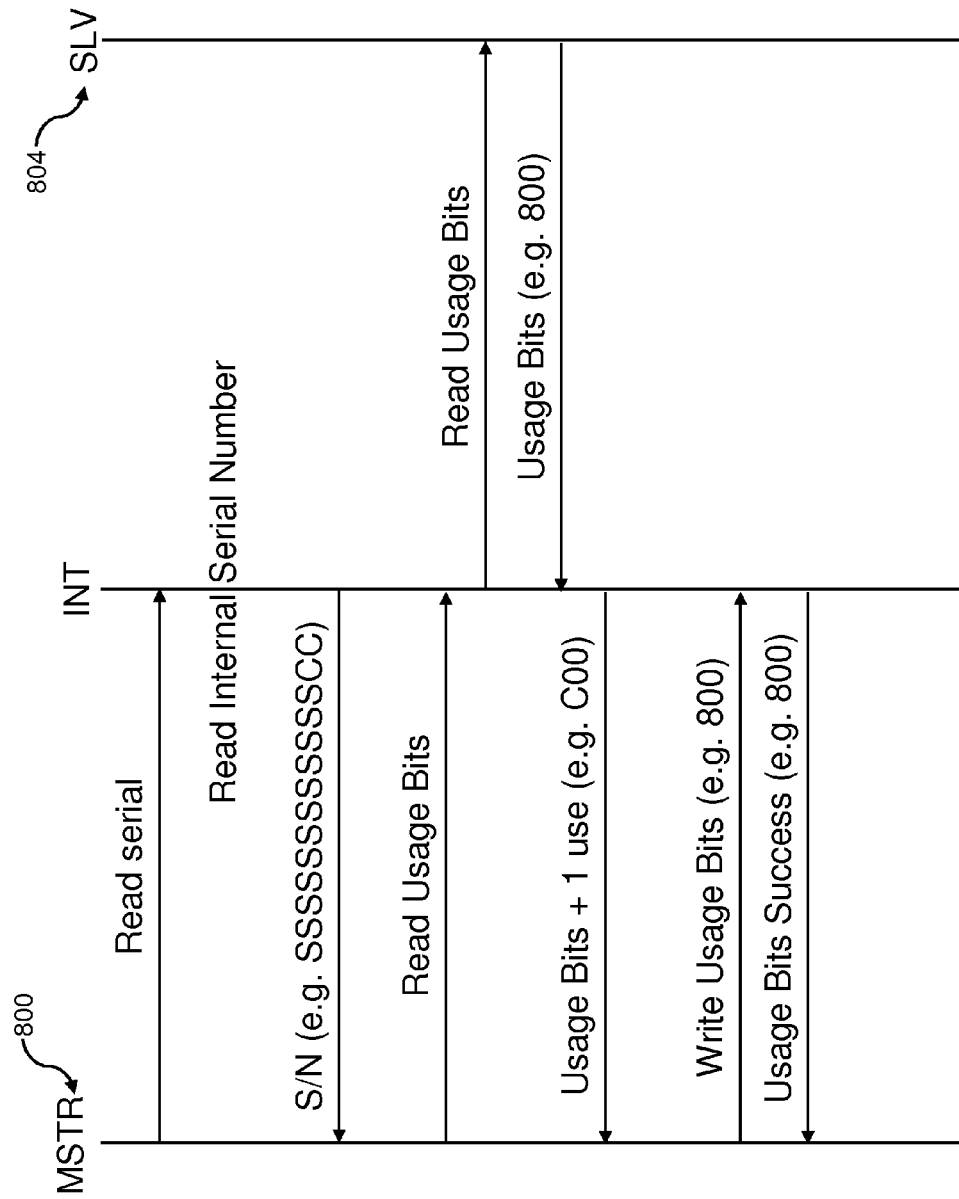 MSTR
800
INT
804
SLV
Read serial
Read Internal Serial Number
S/N (e.g. SSSSSSSSSSSSCC)
Read Usage Bits
Read Usage Bits
Usage Bits (e.g. 800)
Usage Bits + 1 use (e.g. C00)
Write Usage Bits (e.g. 800)
Usage Bits Success (e.g. 800)